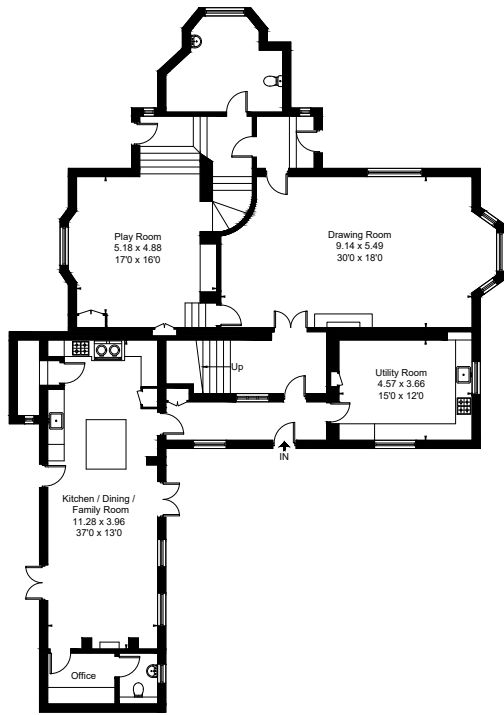 Play Room
5.18 x 4.88
17'0 x 16'0
Drawing Room
9.14 x 5.49
30'0 x 18'0
Up
Utility Room
4.57 x 3.66
15'0 x 12'0
IN
Kitchen / Dining /
Family Room
11.28 x 3.96
37'0 x 13'0
Office